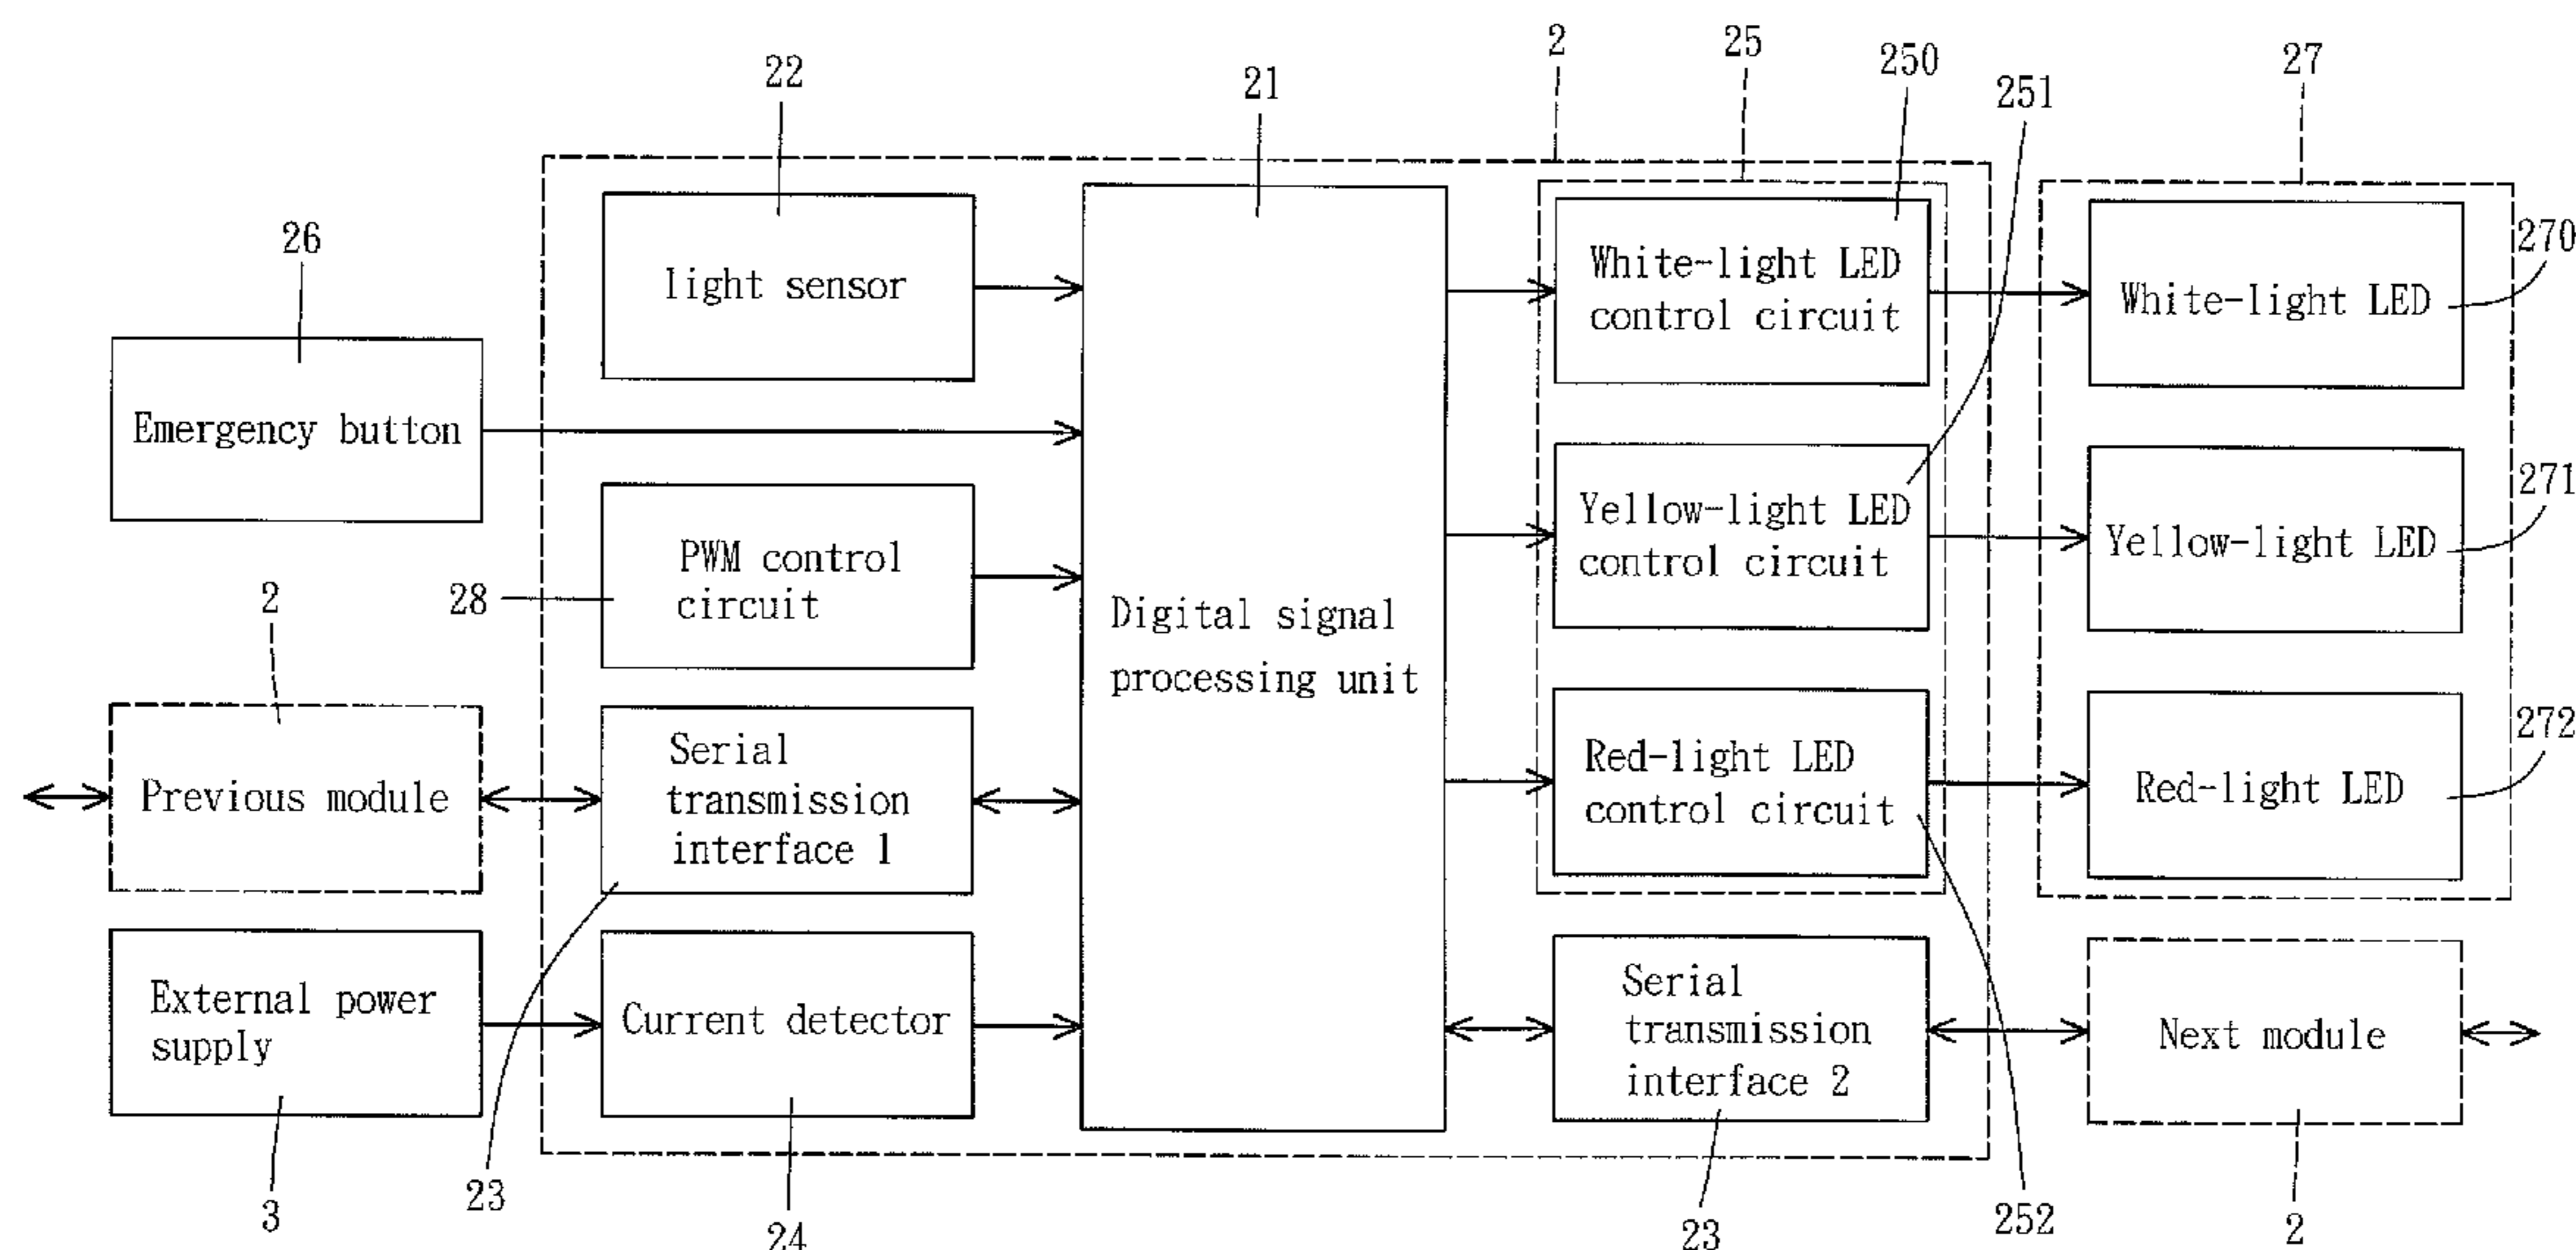 2
25
250
27
22
21
251
26
270
light sensor
White-light LED
control circuit
White-light LED
Emergency button
271
Yellow-light LED
control circuit
Yellow-light LED
PWM control
circuit
28
Digital signal
processing unit
2
272
Previous module
Serial
transmission
interface 1
Red-light LED
control circuit
Red-light LED
External power
supply
Current detector
Serial
transmission
interface 2
Next module
23
3
24
23
252
2